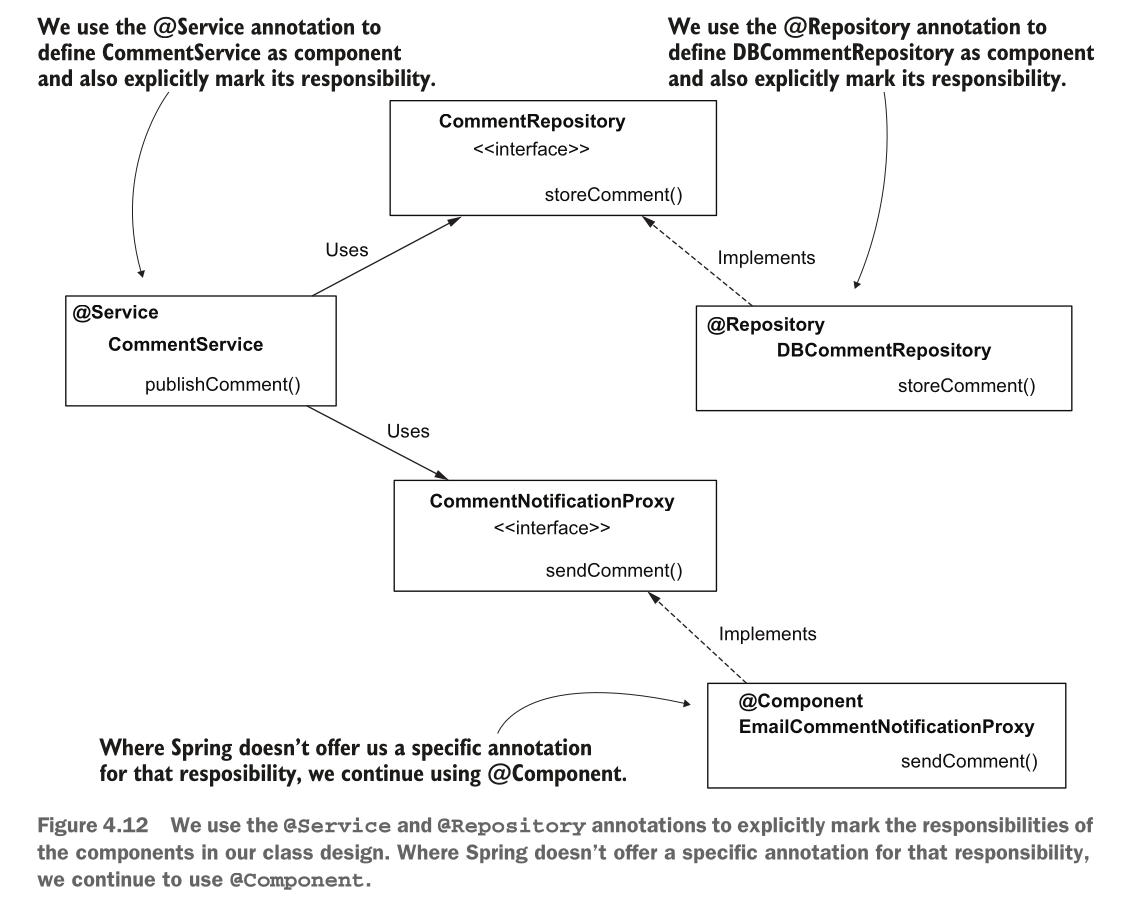 We use the @Service annotation to
define CommentService as component
and also explicitly mark its responsibility.
We use the @Repository annotation to
define DBCommentRepository as component
and also explicitly mark its responsibility.
CommentRepository
<<interface>>
storeComment()
Uses
Implements
@Service
CommentService
publishComment()
@Repository
DBCommentRepository
storeComment()
Uses
CommentNotificationProxy
<<interface>>
sendComment()
Implements
@Component
EmailCommentNotificationProxy
sendComment()
Where Spring doesn’t offer us a specific annotation
for that resposibility, we continue using @Component.
Figure 4.12 We use the @Service and @Repository annotations to explicitly mark the responsibilities of
the components in our class design. Where Spring doesn’t offer a specific annotation for that responsibility,
we continue to use @Component.